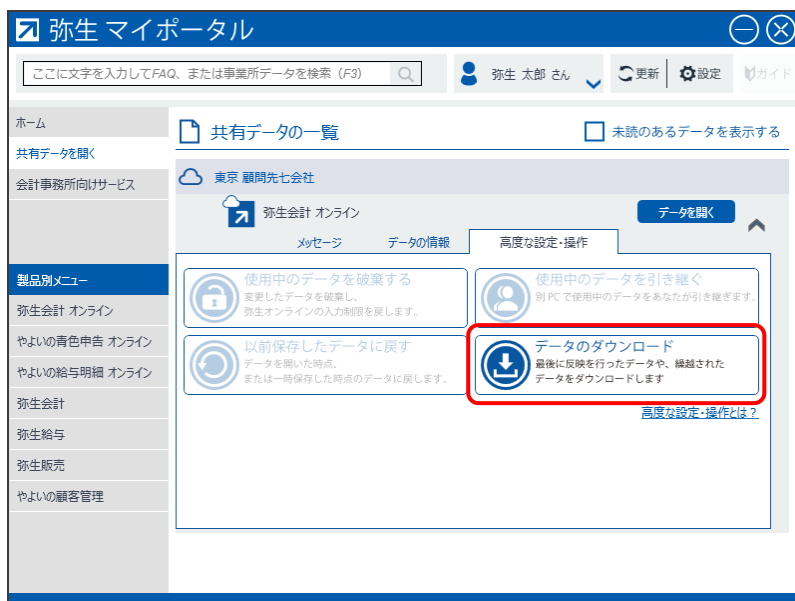 弥生 マイポータル
ここに文字を入力してFAQ、または事業所データを検索 (F3)
弥生 太郎 さん
更新
設定
ガイド
ホーム
共有データを開く
会計事務所向けサービス
製品別メニュー
弥生会計 オンライン
やよいの青色申告 オンライン
やよいの給与明細 オンライン
弥生会計
弥生給与
弥生販売
やよいの顧客管理
共有データの一覧
未読のあるデータを表示する
東京 顧問先七会社
弥生会計 オンライン
データを開く
メッセージ
データの情報
高度な設定・操作
使用中のデータを破棄する
変更したデータを破棄し、
弥生オンラインの入力制限を戻します。
使用中のデータを引き継ぐ
別 PC で使用中のデータをあなたが引き継ぎます。
以前保存したデータに戻す
データを開いた時点、
または一時保存した時点のデータに戻します。
データのダウンロード
最後に反映を行ったデータや、繰越された
データをダウンロードします
高度な設定・操作とは？